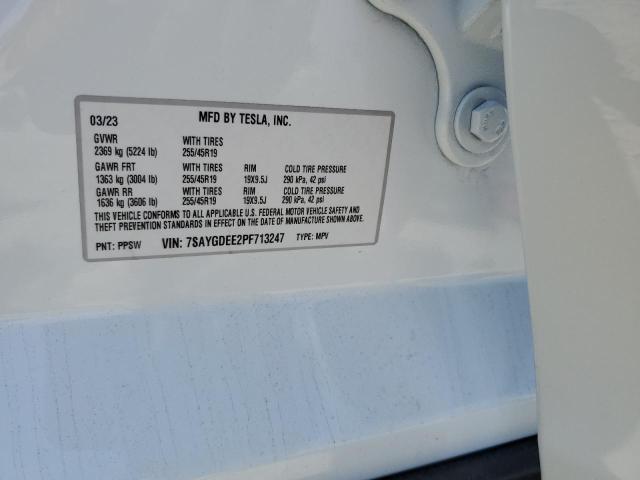 03/23 MFD BY TESLA, INC.
GVWR WITH TIRES
2369 kg (5224 lb) 255/45R19
GAWR FRT WITH TIRES RIM COLD TIRE PRESSURE
1363 kg (3004 lb) 255/45R19 19X9.5J 290 kPa, 42 psi
GAWR RR WITH TIRES RIM COLD TIRE PRESSURE
1636 kg (3606 lb) 255/45R19 19X9.5J 290 kPa, 42 psi
THIS VEHICLE CONFORMS TO ALL APPLICABLE U.S. FEDERAL MOTOR VEHICLE SAFETY AND
THEFT PREVENTION STANDARDS IN EFFECT ON THE DATE OF MANUFACTURE SHOWN ABOVE.
PNT: PPSW VIN: 7SAYGDEE2PF713247 TYPE: MPV